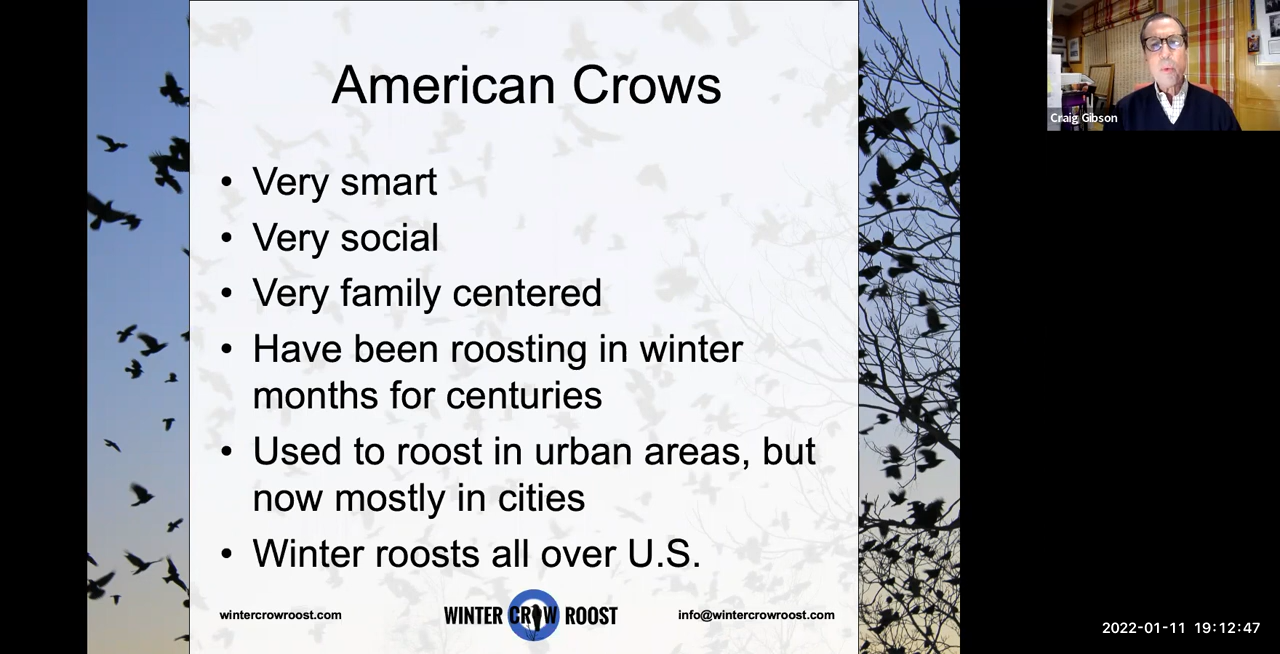 American Crows
• Very smart
• Very social
• Very family centered
• Have been roosting in winter
months for centuries
• Used to roost in urban areas, but
now mostly in cities
• Winter roosts all over U.S.
wintercrowroost.com
WINTER CROW ROOST
info@wintercrowroost.com
Craig Gibson
2022-01-11 19:12:47